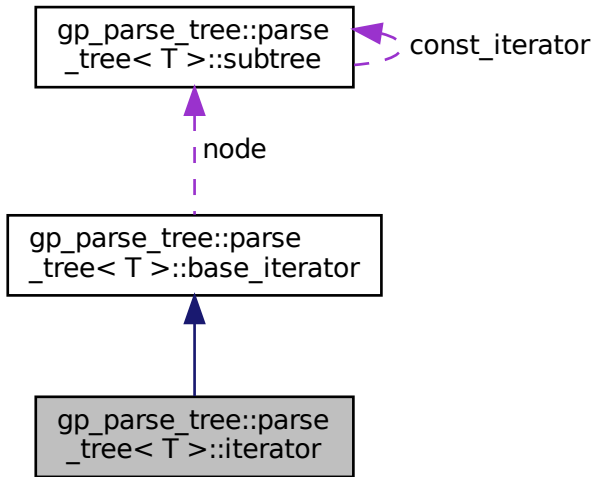 gp_parse_tree::parse
_tree< T >::subtree
const_iterator
node
gp_parse_tree::parse
_tree< T >::base_iterator
gp_parse_tree::parse
_tree< T >::iterator